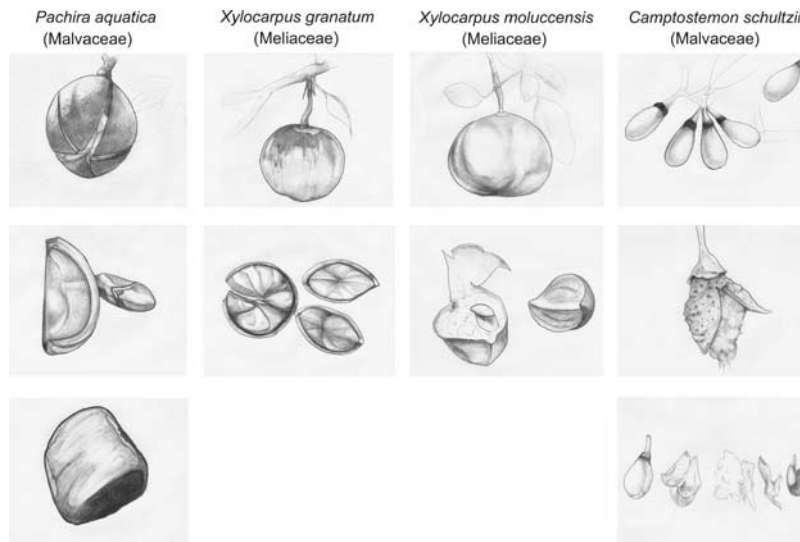 Pachira aquatica
(Malvaceae)
Xylocarpus granatum
(Meliaceae)
Xylocarpus moluccensis
(Meliaceae)
Camptostemon schultzii
(Malvaceae)